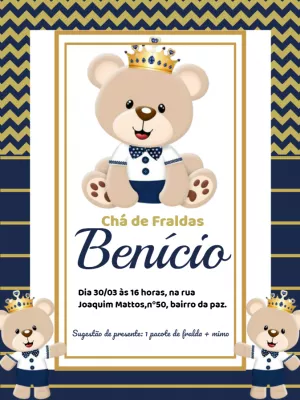 Chá de Fraldas
Benício
Dia 30/03 às 16 horas, na rua
Joaquim Mattos,n°50, bairro da paz.
Sugestão de presente: 1 pacote de fralda + mimo